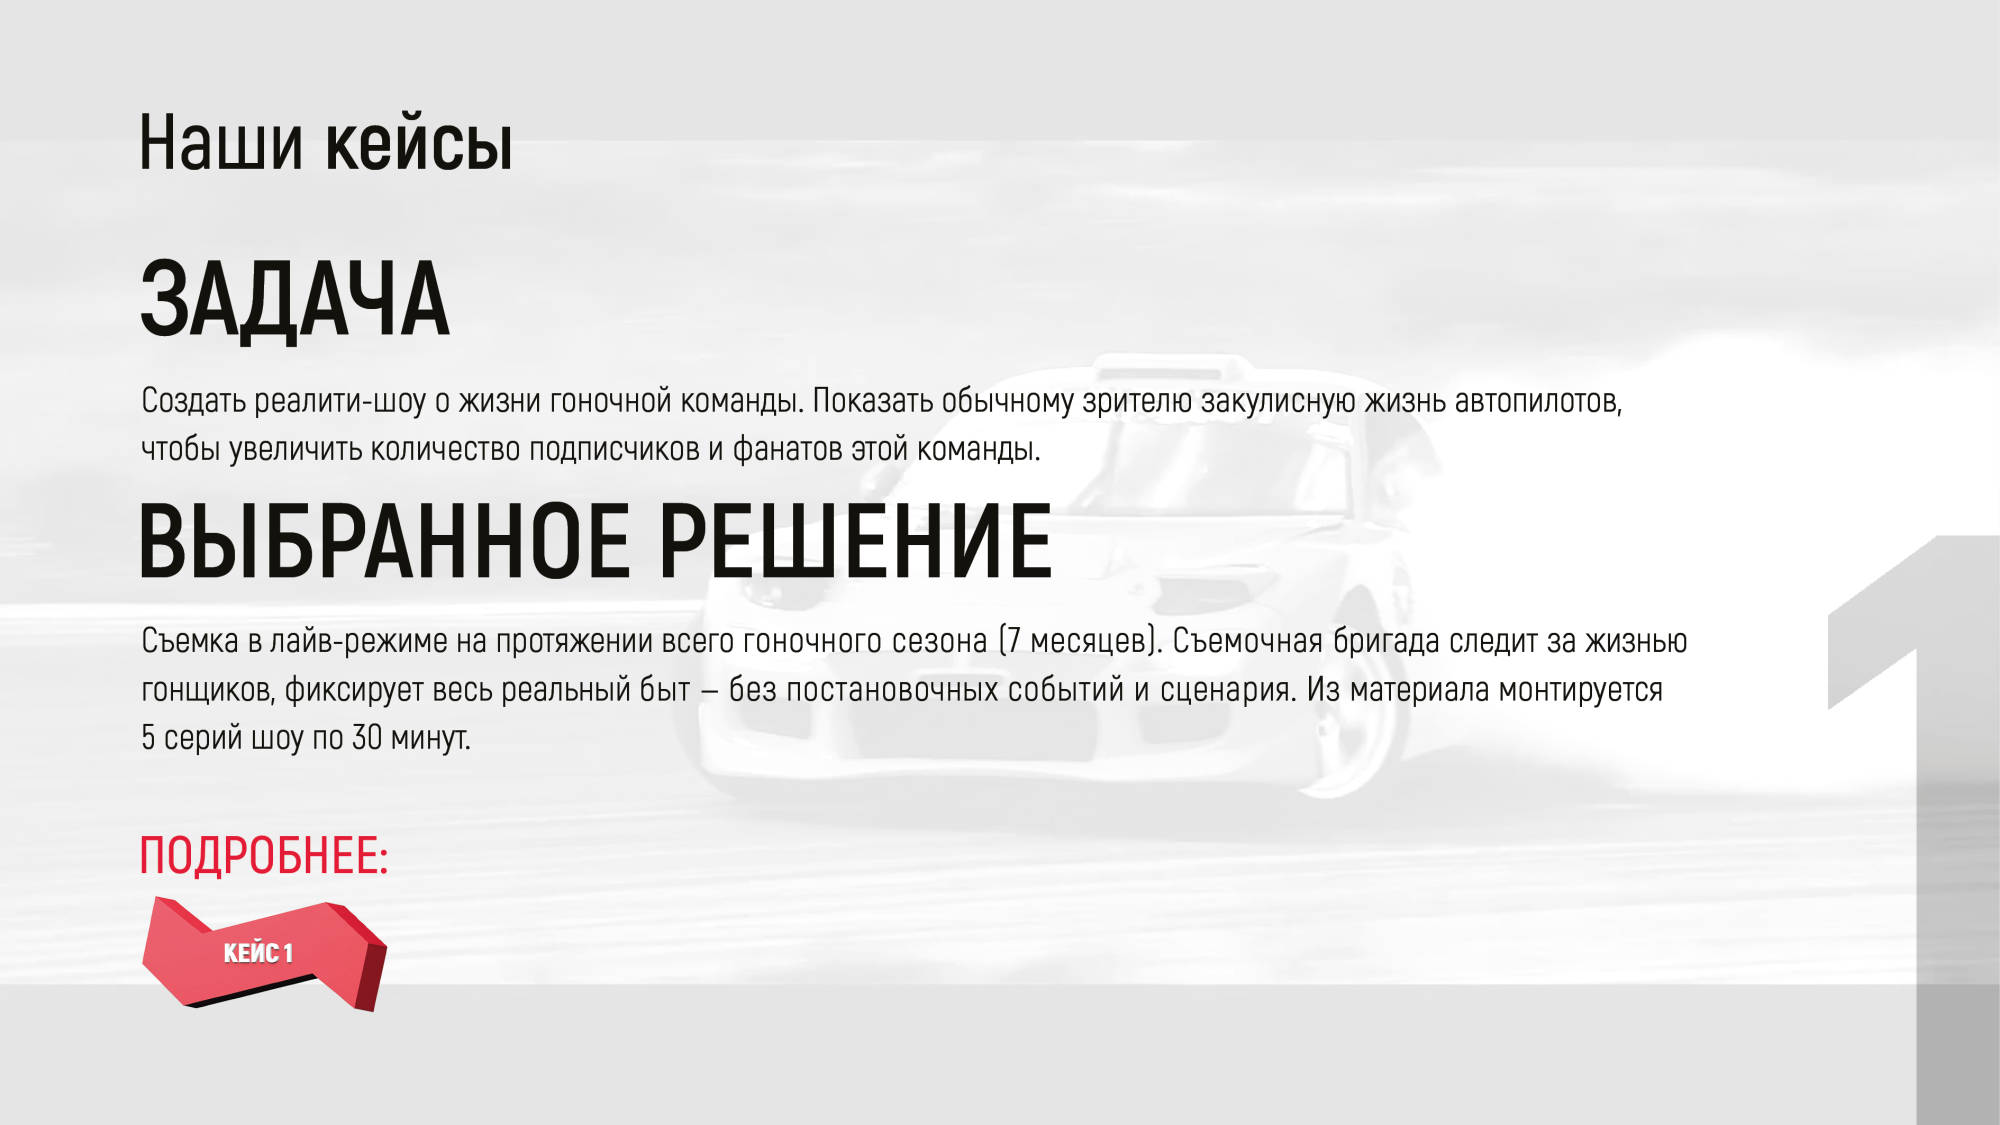 Наши кейсы
ЗАДАЧА
Создать реалити-шоу о жизни гоночной команды. Показать обычному зрителю закулисную жизнь автопилотов,
чтобы увеличить количество подписчиков и фанатов этой команды.
ВЫБРАННОЕ РЕШЕНИЕ
Съемка в лайв-режиме на протяжении всего гоночного сезона (7 месяцев). Съемочная бригада следит за жизнью
гонщиков, фиксирует весь реальный быт – без постановочных событий и сценария. Из материала монтируется
5 серий шоу по 30 минут.
1
ПОДРОБНЕЕ:
КЕЙС 1